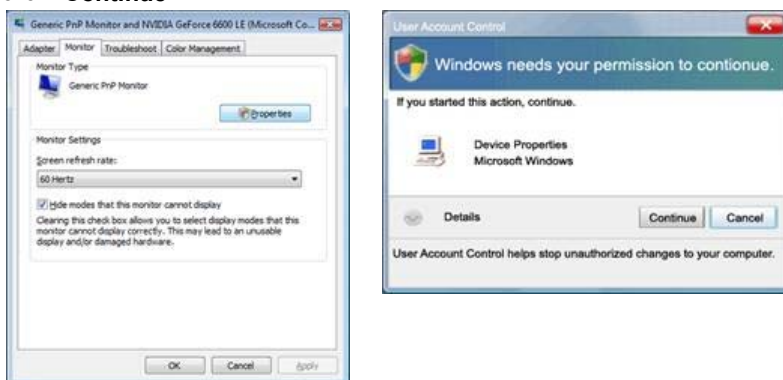 Generic PnP Monitor and NVIDIA GeForce 6600 LE (Microsoft Co...
Adapter Monitor Troubleshoot Color Management
Monitor Type
Generic PnP Monitor
Properties
Monitor Settings
Screen refresh rate:
60 Hertz
Hide modes that this monitor cannot display
Clearing this check box allows you to select display modes that this
monitor cannot display correctly. This may lead to an unusable
display and/or damaged hardware.
OK Cancel Apply
User Account Control
Windows needs your permission to contionue.
If you started this action, continue.
Device Properties
Microsoft Windows
Details Continue Cancel
User Account Control helps stop unauthorized changes to your computer.